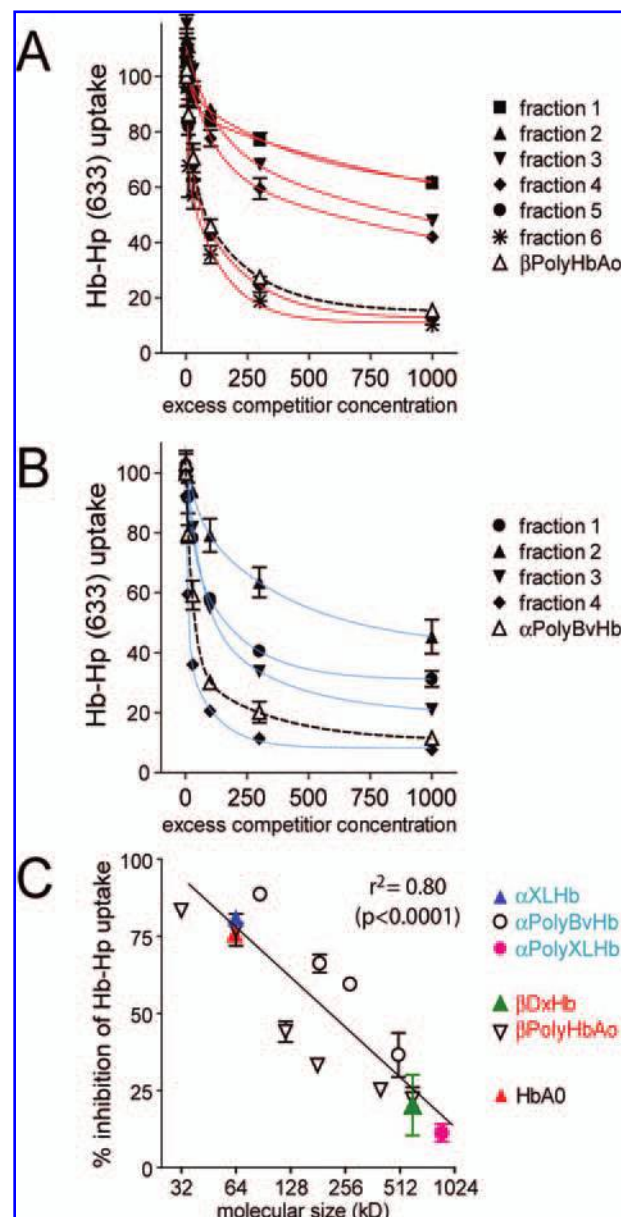 A
Hb-Hp (633) uptake
100
80
60
40
20
0
0 250 500 750 1000
excess competitior concentration
fraction 1
fraction 2
fraction 3
fraction 4
fraction 5
fraction 6
βPolyHbAo
B
Hb-Hp (633) uptake
100
80
60
40
20
0
0 250 500 750 1000
excess competitior concentration
fraction 1
fraction 2
fraction 3
fraction 4
αPolyBvHb
C
% inhibition of Hb-Hp uptake
100
75
50
25
0
32 64 128 256 512 1024
molecular size (kD)
r²= 0.80
(p<0.0001)
αXLHb
αPolyBvHb
αPolyXLHb
βDxHb
βPolyHbAo
HbA0